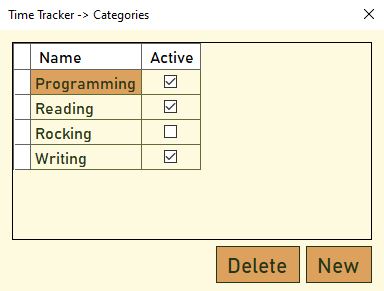 Time Tracker -> Categories
Name Active
Programming
Reading
Rocking
Writing
Delete New